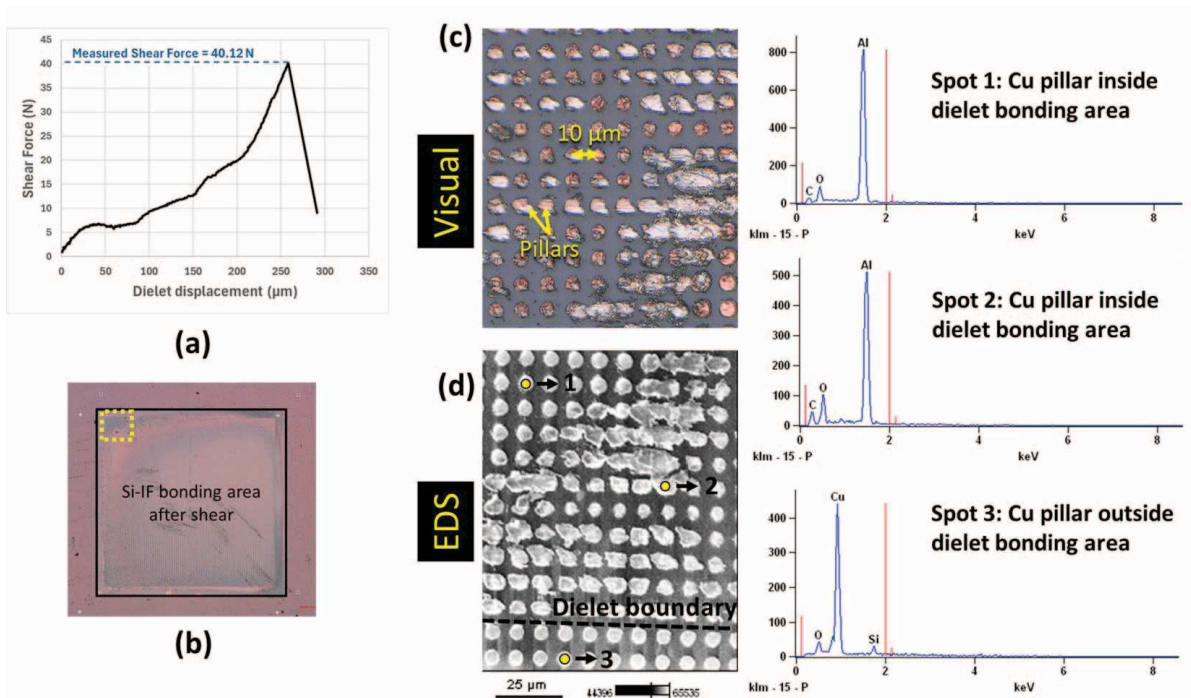 45
40
35
30
25
20
15
10
5
0
Shear Force (N)
Measured Shear Force = 40.12 N
0 50 100 150 200 250 300 350
Dielet displacement (µm)
(a)
Si-IF bonding area
after shear
(b)
(c)
Visual
10 µm
Pillars
(d)
EDS
1
2
Dielet boundary
3
25 µm
44396 65535
800
600
400
200
0
Al
C O
0 2 4 6 8
klm - 15 - P
keV
Spot 1: Cu pillar inside
dielet bonding area
500
400
300
200
100
0
Al
C O
0 2 4 6 8
klm - 15 - P
keV
Spot 2: Cu pillar inside
dielet bonding area
400
300
200
100
0
Cu
O Si
0 2 4 6 8
klm - 15 - P
keV
Spot 3: Cu pillar outside
dielet bonding area